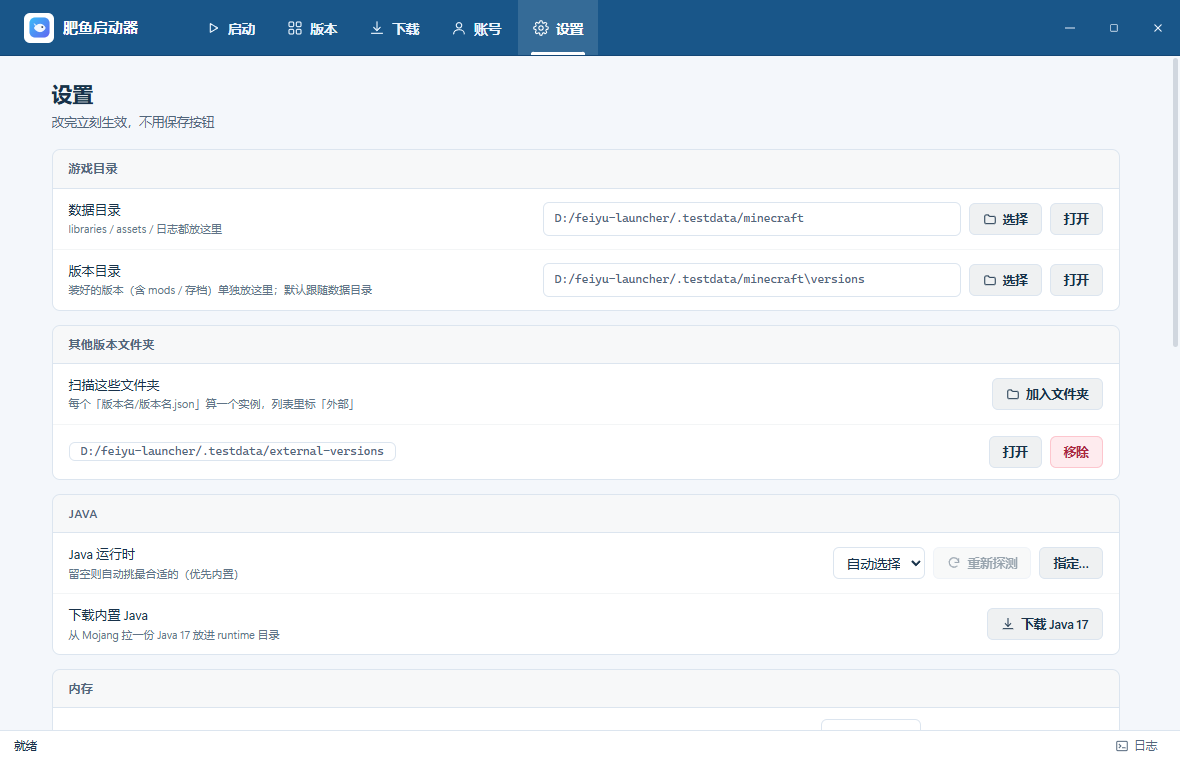 肥鱼启动器 启动 版本 下载 账号 设置
设置
改完立刻生效，不用保存按钮
游戏目录
数据目录
libraries / assets / 日志都放这里
D:/feiyu-launcher/.testdata/minecraft 选择 打开
版本目录
装好的版本（含 mods / 存档）单独放这里；默认跟随数据目录
D:/feiyu-launcher/.testdata/minecraft\versions 选择 打开
其他版本文件夹
扫描这些文件夹
每个「版本名/版本名.json」算一个实例，列表里标「外部」
加入文件夹
D:/feiyu-launcher/.testdata/external-versions 打开 移除
JAVA
Java 运行时
留空则自动挑最合适的（优先内置）
自动选择 重新探测 指定...
下载内置 Java
从 Mojang 拉一份 Java 17 放进 runtime 目录
下载 Java 17
内存
就绪 日志